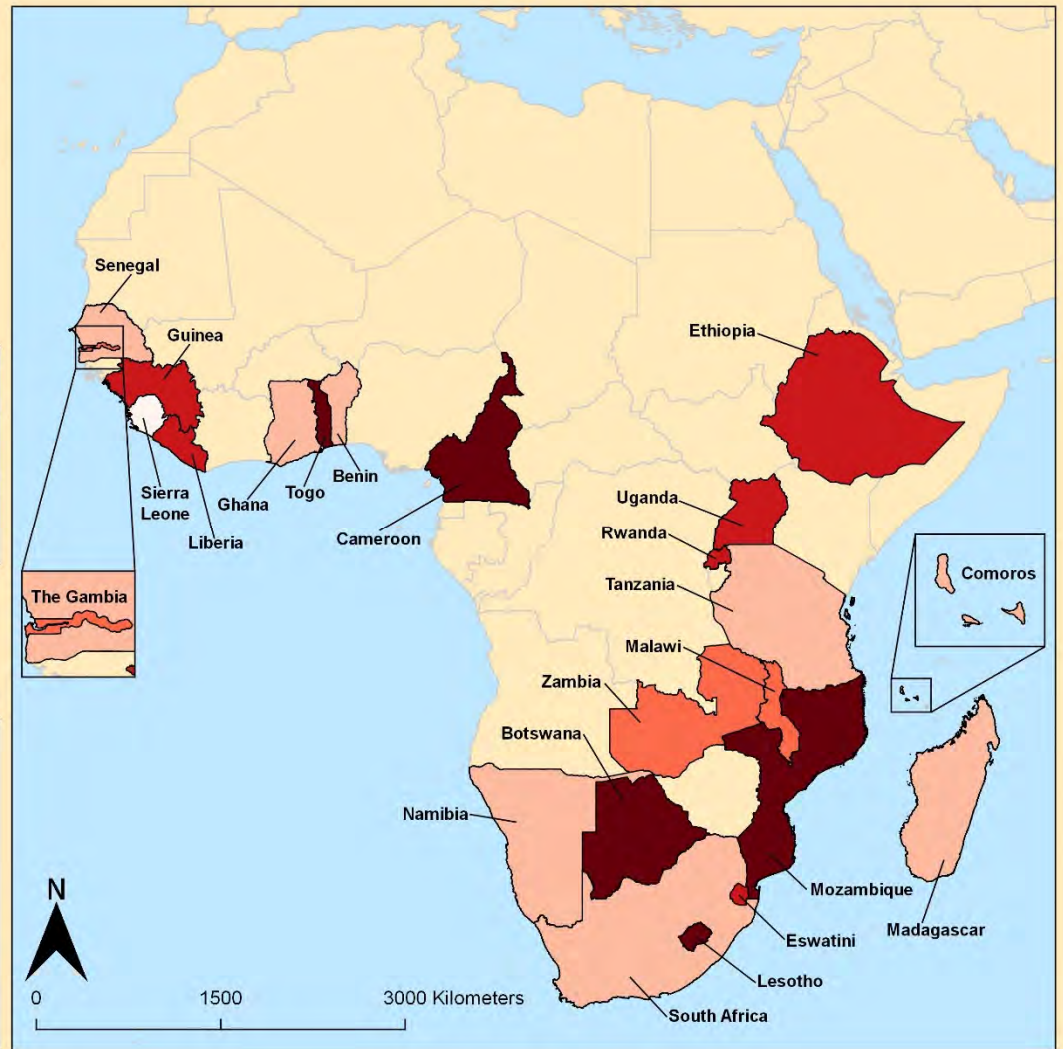 Senegal
Guinea
Ethiopia
Sierra
Leone
Liberia
Ghana
Togo
Benin
Cameroon
Uganda
Rwanda
Tanzania
Comoros
The Gambia
Malawi
Zambia
Botswana
Namibia
Mozambique
Madagascar
Eswatini
Lesotho
South Africa
N
0 1500 3000 Kilometers